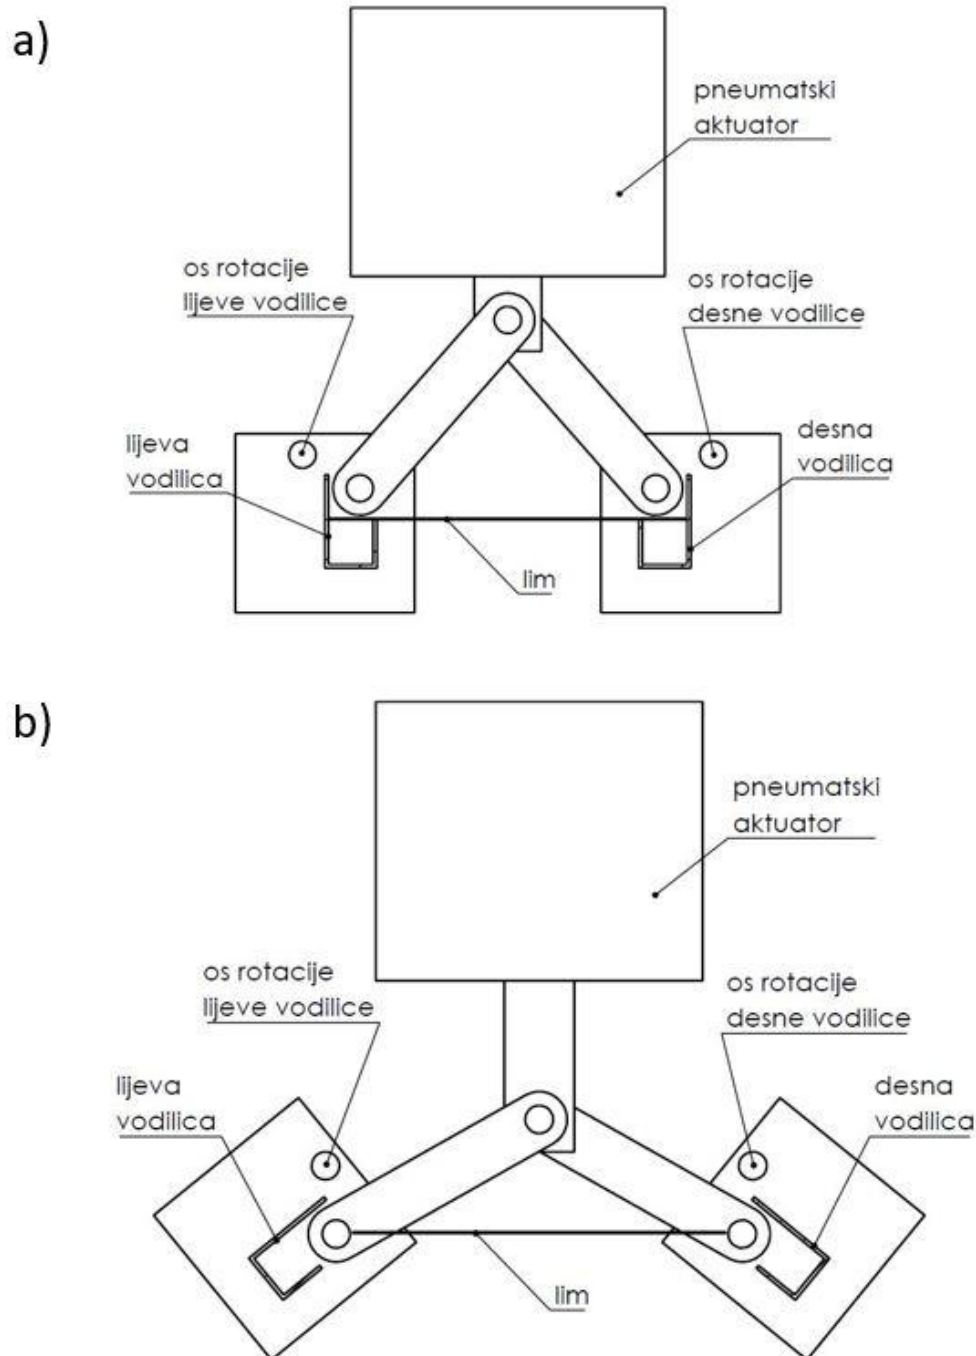 a)
pneumatski
aktuator
os rotacije
lijeve vodilice
os rotacije
desne vodilice
lijeva
vodilica
desna
vodilica
lim
b)
pneumatski
aktuator
os rotacije
lijeve vodilice
os rotacije
desne vodilice
lijeva
vodilica
desna
vodilica
lim